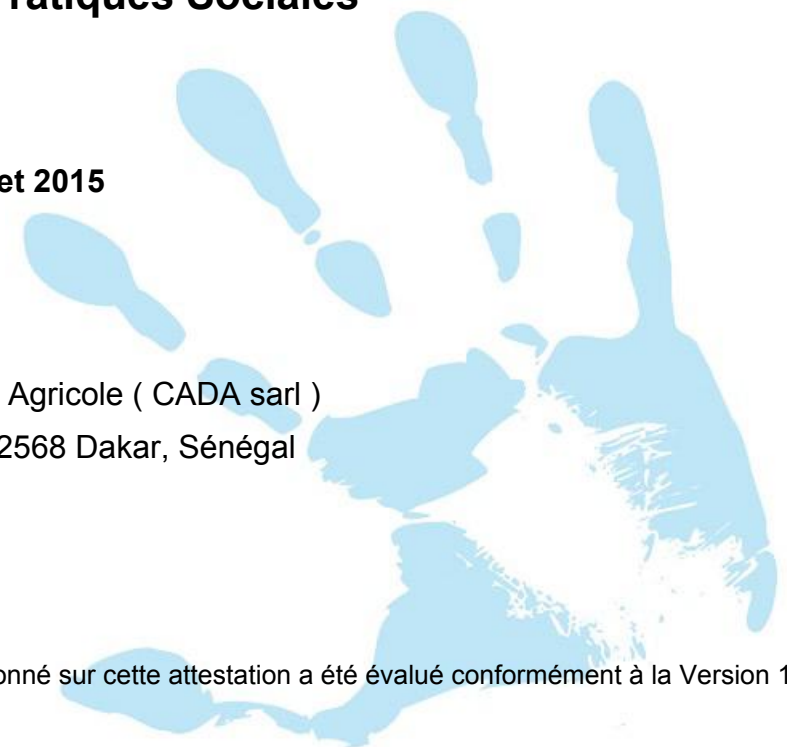 ratiques Sociales
et 2015
Agricole ( CADA sarl )
2568 Dakar, Sénégal
onné sur cette attestation a été évalué conformément à la Version 1